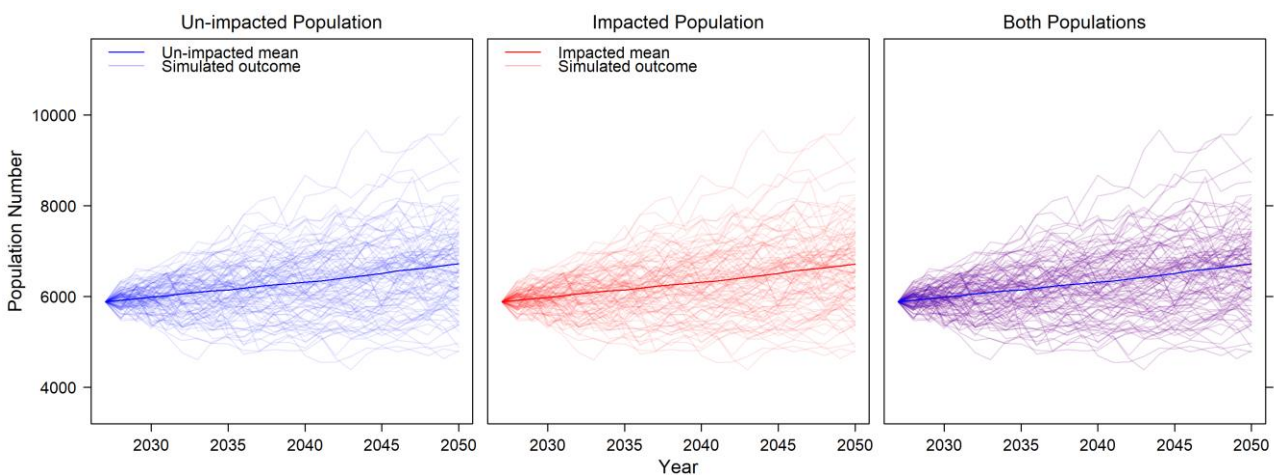 Un-impacted Population
Impacted Population
Both Populations
Un-impacted mean
Simulated outcome
Impacted mean
Simulated outcome
Population Number
10000
8000
6000
4000
2030 2035 2040 2045 2050
2030 2035 2040 2045 2050
2030 2035 2040 2045 2050
Year